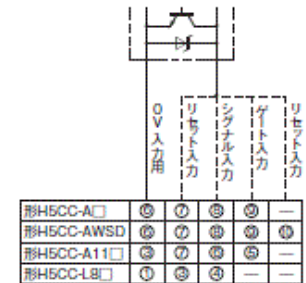 0V入力用
リセット入力
シグナル入力
ゲート入力
リセット入力
形H5CC-A□ ⑥ ⑦ ⑧ ⑨ —
形H5CC-AWSD ⑥ ⑦ ⑧ ⑨ ⑩
形H5CC-A11□ ③ ⑦ ⑥ ⑤ —
形H5CC-L8□ ① ③ ④ — —